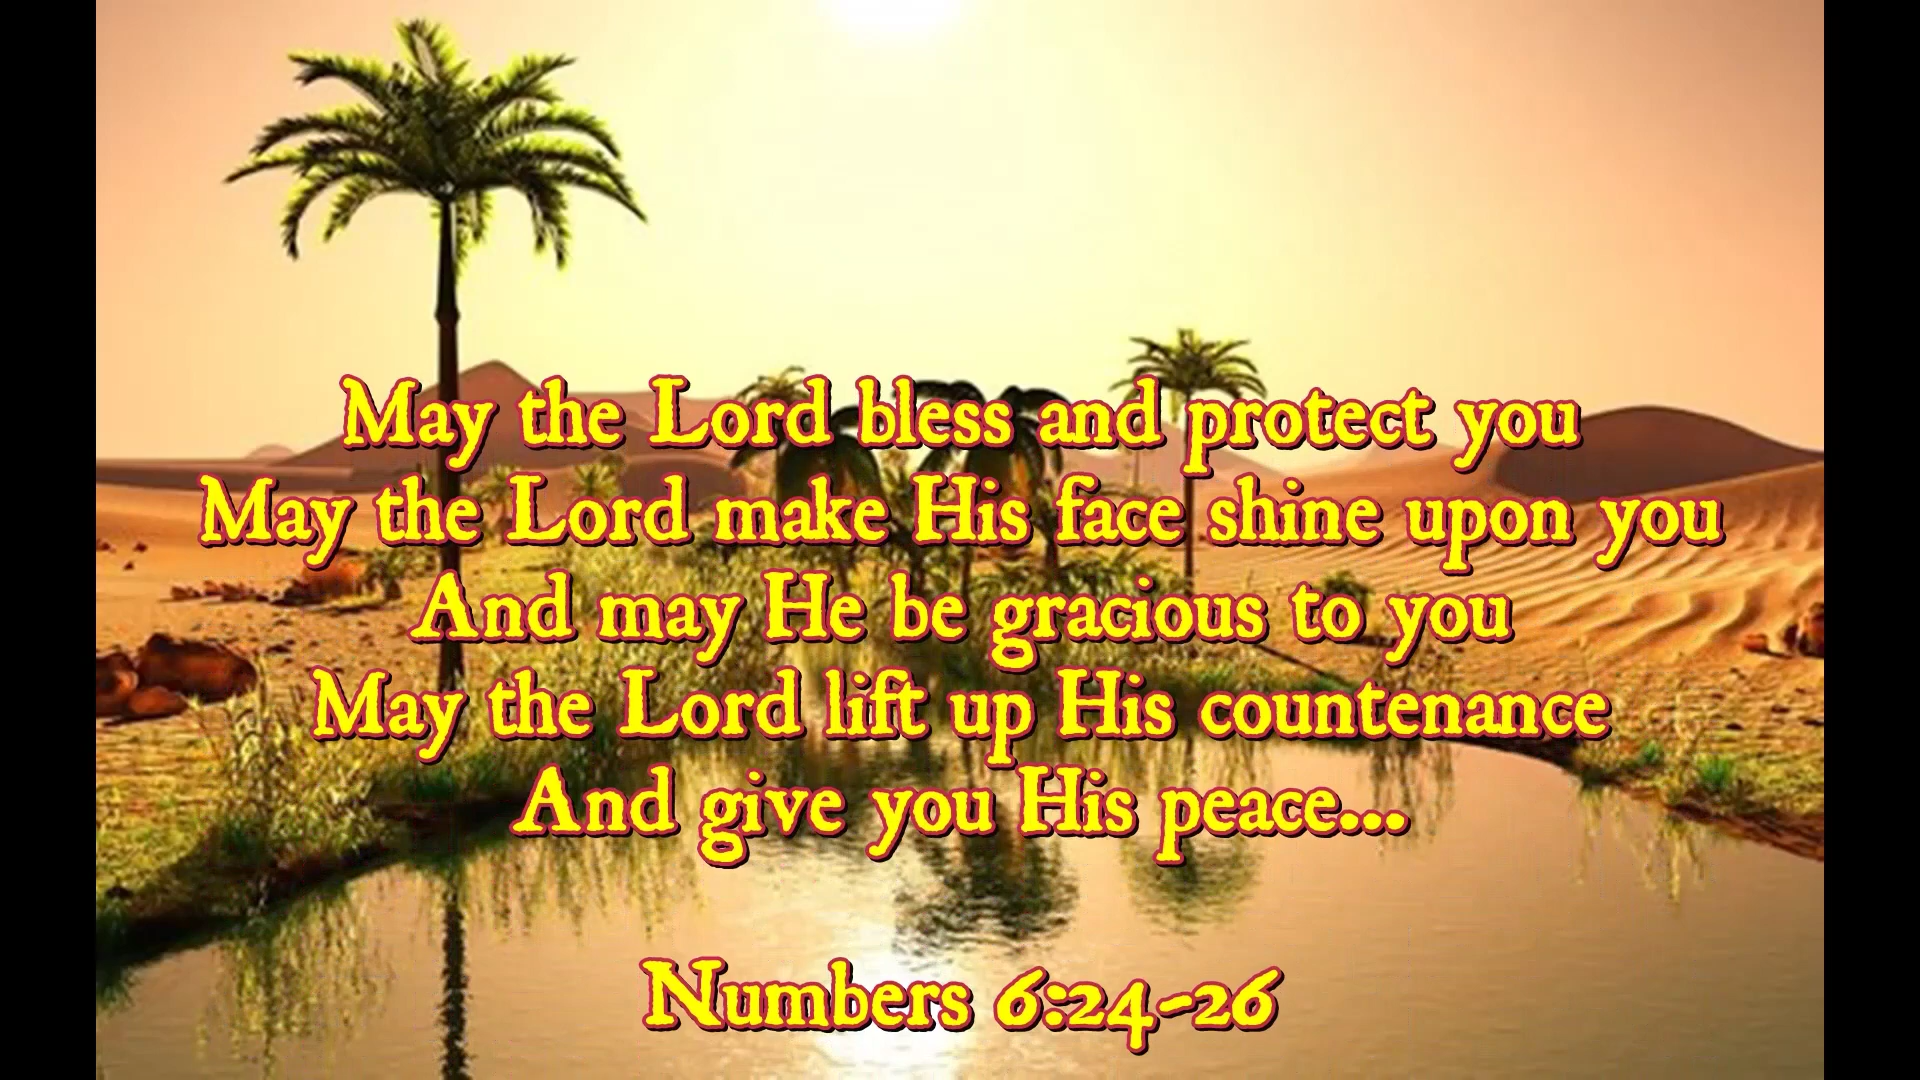 May the Lord bless and protect you
May the Lord make His face shine upon you
And may He be gracious to you
May the Lord lift up His countenance
And give you His peace...
Numbers 6:24-26